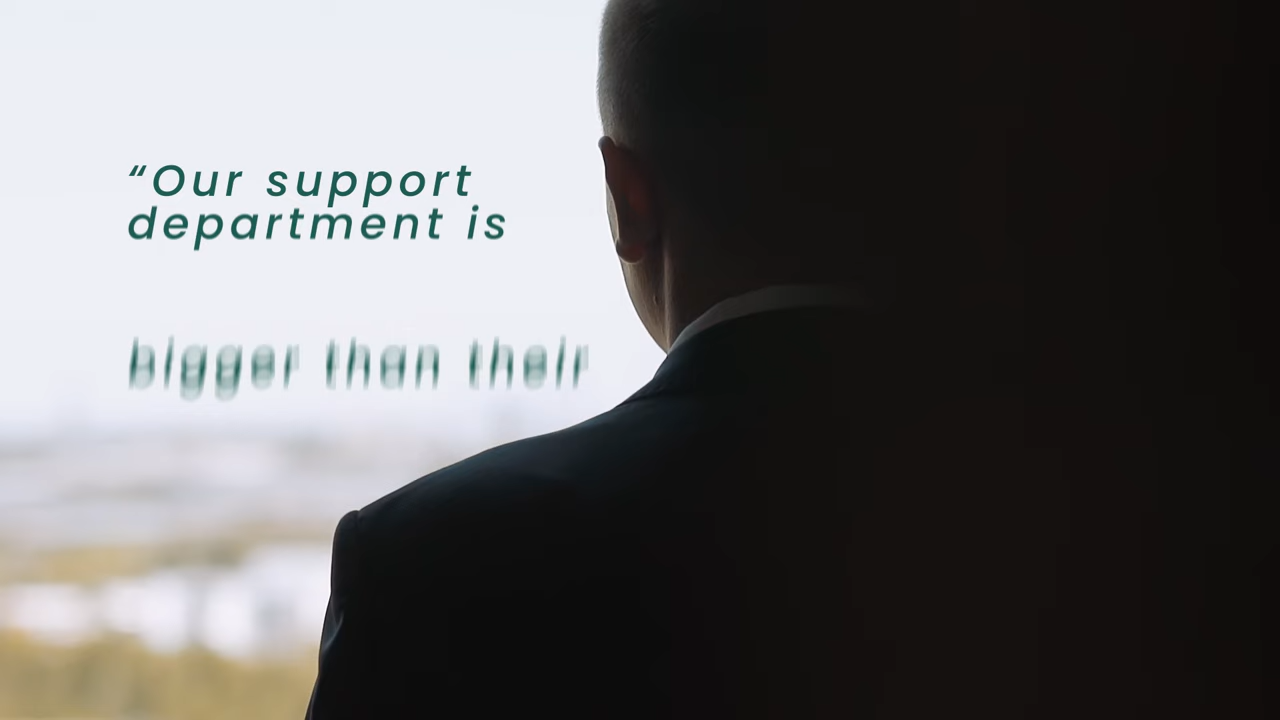 “Our support
department is
bigger than their